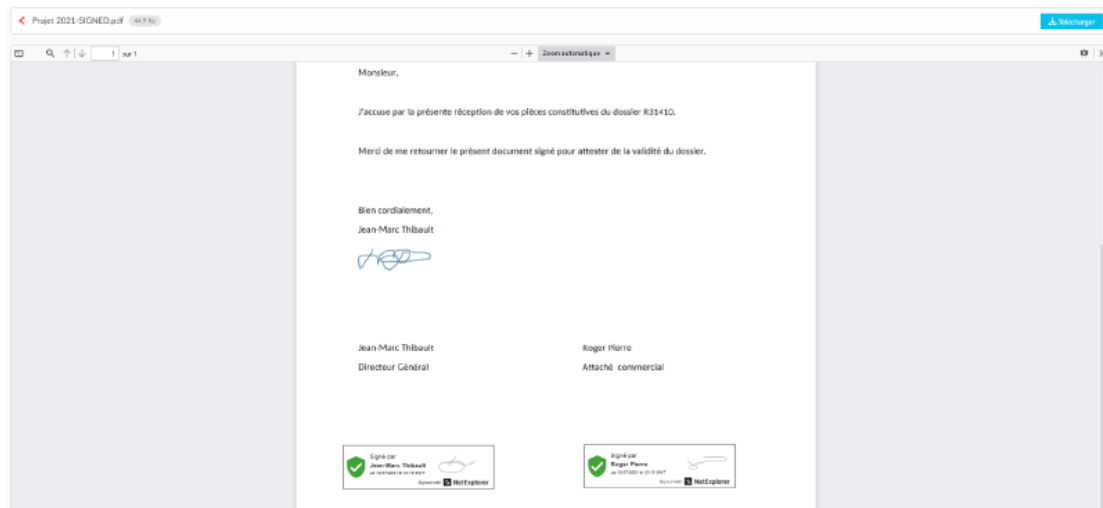 Projet 2021-SIGNED.pdf
Télécharger
1 sur 1
Zoom automatique
Monsieur,
J'accuse par la présente réception de vos pièces constitutives du dossier R31410.
Merci de me retourner le présent document signé pour attester de la validité du dossier.
Bien cordialement,
Jean-Marc Thibault
Jean-Marc Thibault
Roger Pierre
Directeur Général
Attaché commercial
Signé par
Jean-Marc Thibault
NetExplorer
Signé par
Roger Pierre
NetExplorer